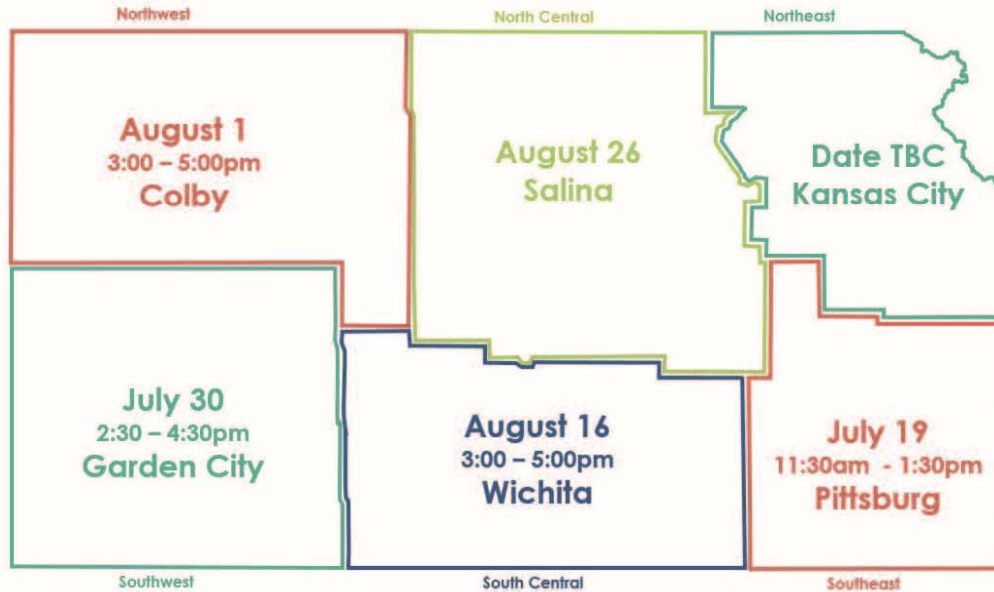 Northwest
North Central
Northeast
August 1
3:00 – 5:00pm
Colby
August 26
Salina
Date TBC
Kansas City
July 30
2:30 – 4:30pm
Garden City
August 16
3:00 – 5:00pm
Wichita
July 19
11:30am - 1:30pm
Pittsburg
Southwest
South Central
Southeast